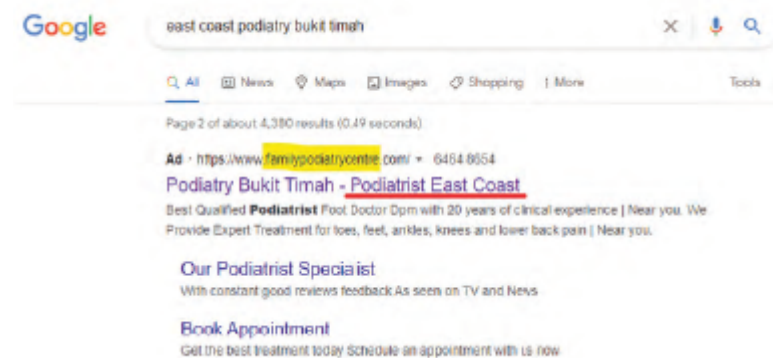 Google
east coast podiatry bukit timah
All News Maps Images Shopping More Tools
Page 2 of about 4,380 results (0.49 seconds)
Ad · https://www.familypodiatrycentre.com/ 6464 8654
Podiatry Bukit Timah - Podiatrist East Coast
Best Qualified Podiatrist Foot Doctor Dpm with 20 years of clinical experience | Near you. We
Provide Expert Treatment for toes, feet, ankles, knees and lower back pain | Near you.
Our Podiatrist Specialist
With constant good reviews feedback As seen on TV and News
Book Appointment
Get the best treatment today Schedule an appointment with us now